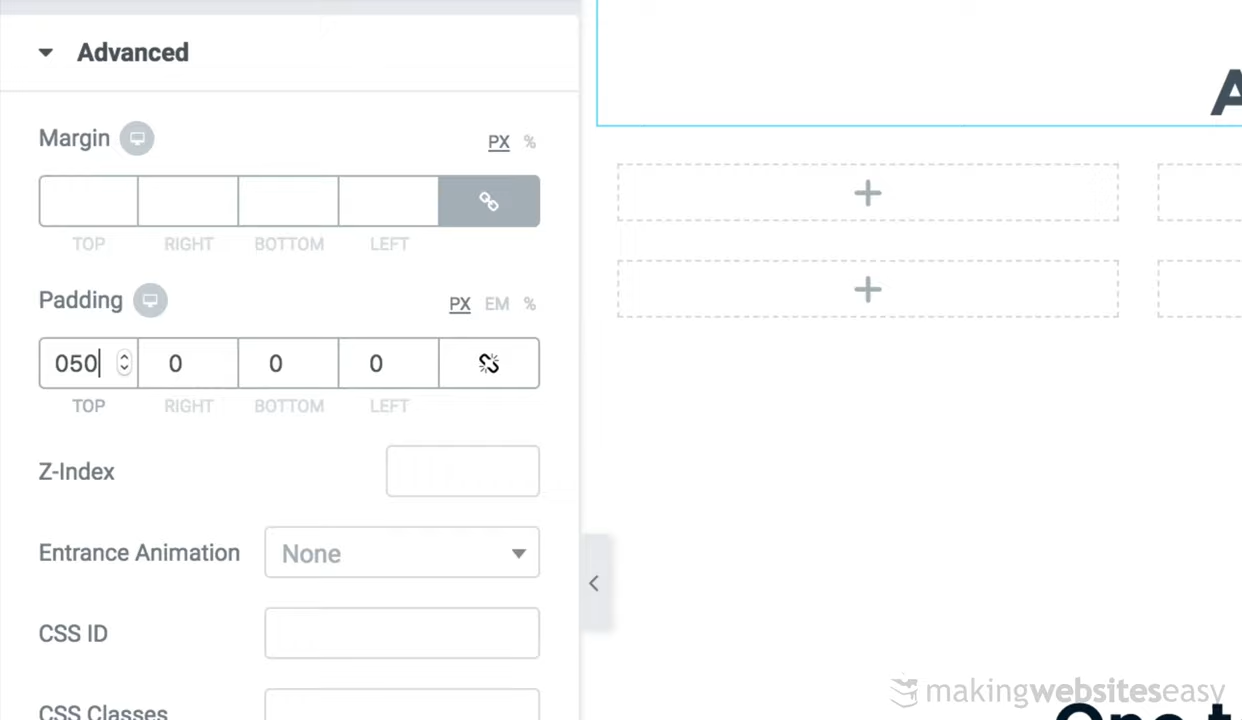 Advanced
A
Margin
PX %
TOP RIGHT BOTTOM LEFT
Padding
PX EM %
050 0 0 0
TOP RIGHT BOTTOM LEFT
Z-Index
Entrance Animation None
CSS ID
makingwebsiteseasy
CSS Classes
One t